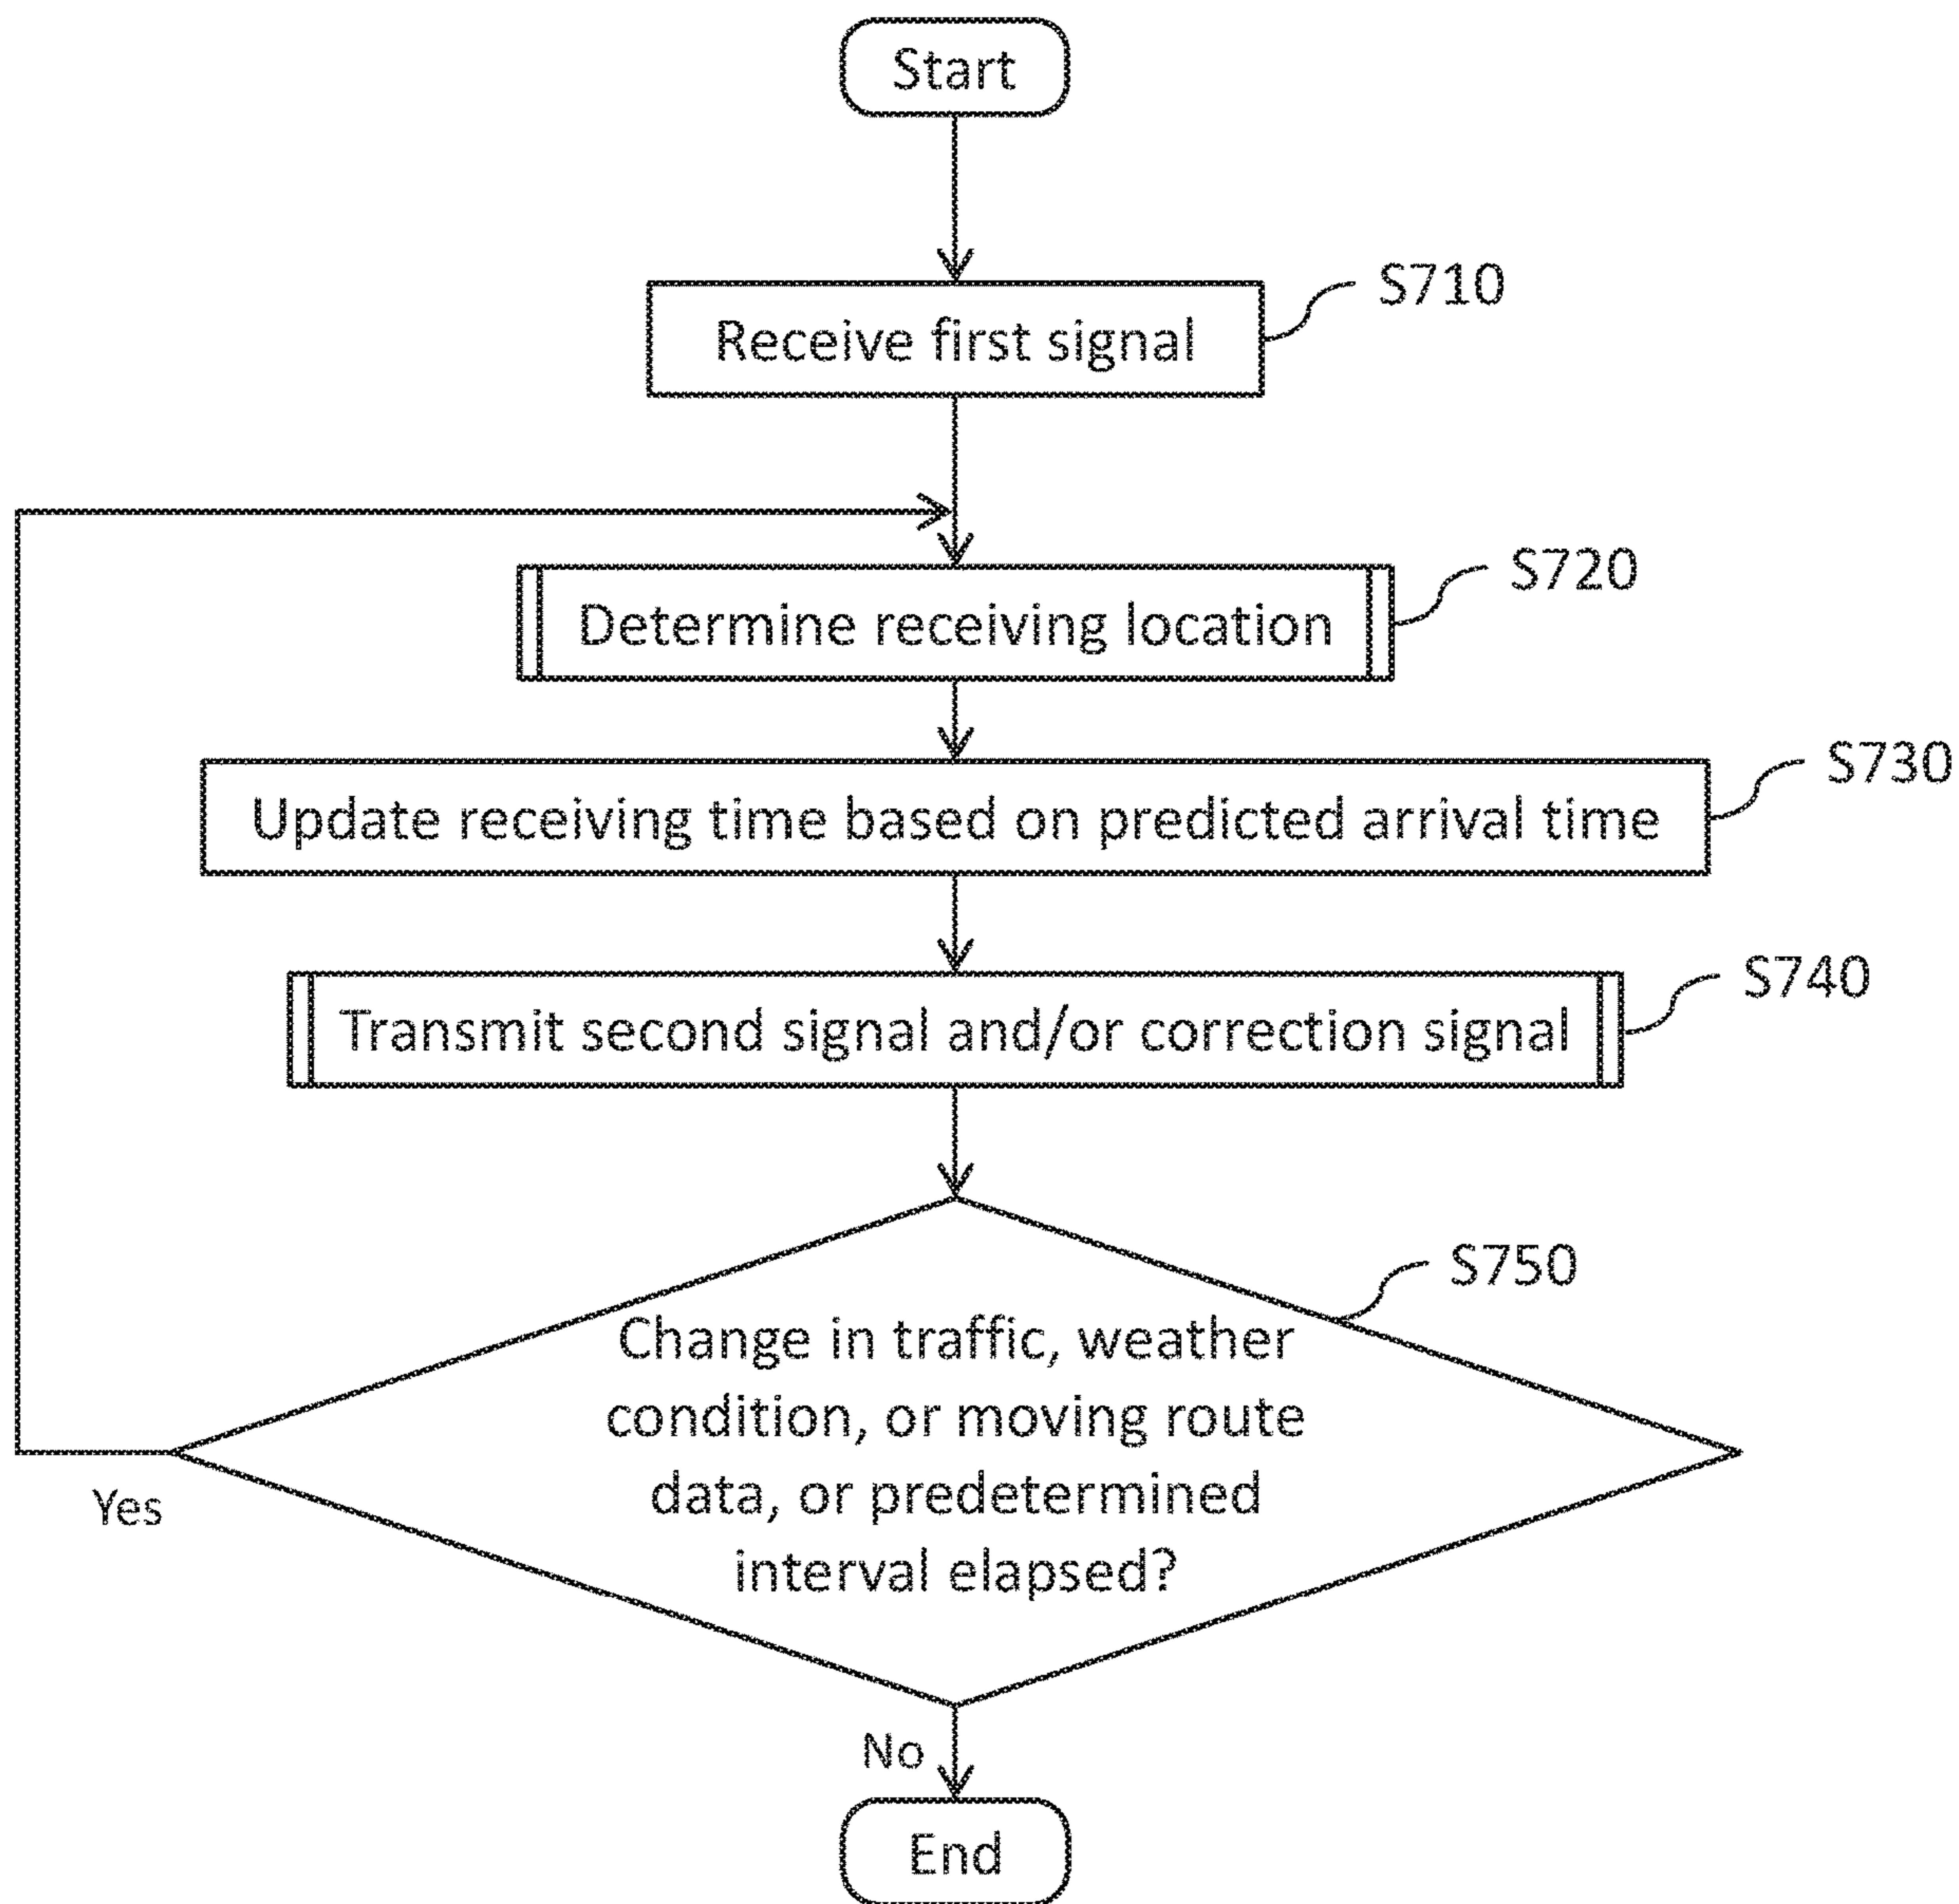 Start
S710
Receive first signal
S720
Determine receiving location
S730
Update receiving time based on predicted arrival time
S740
Transmit second signal and/or correction signal
S750
Change in traffic, weather
condition, or moving route
data, or predetermined
interval elapsed?
Yes
No
End